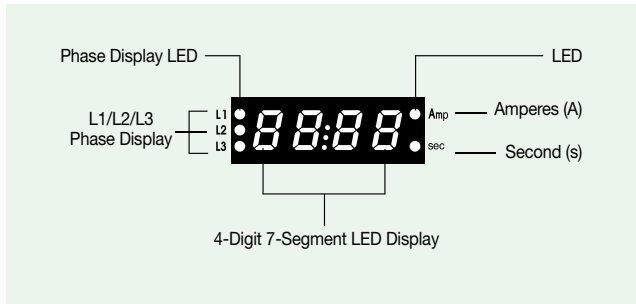 Phase Display LED
LED
L1/L2/L3
Phase Display
L1
L2
L3
88:88
Amp
sec
Amperes (A)
Second (s)
4-Digit 7-Segment LED Display